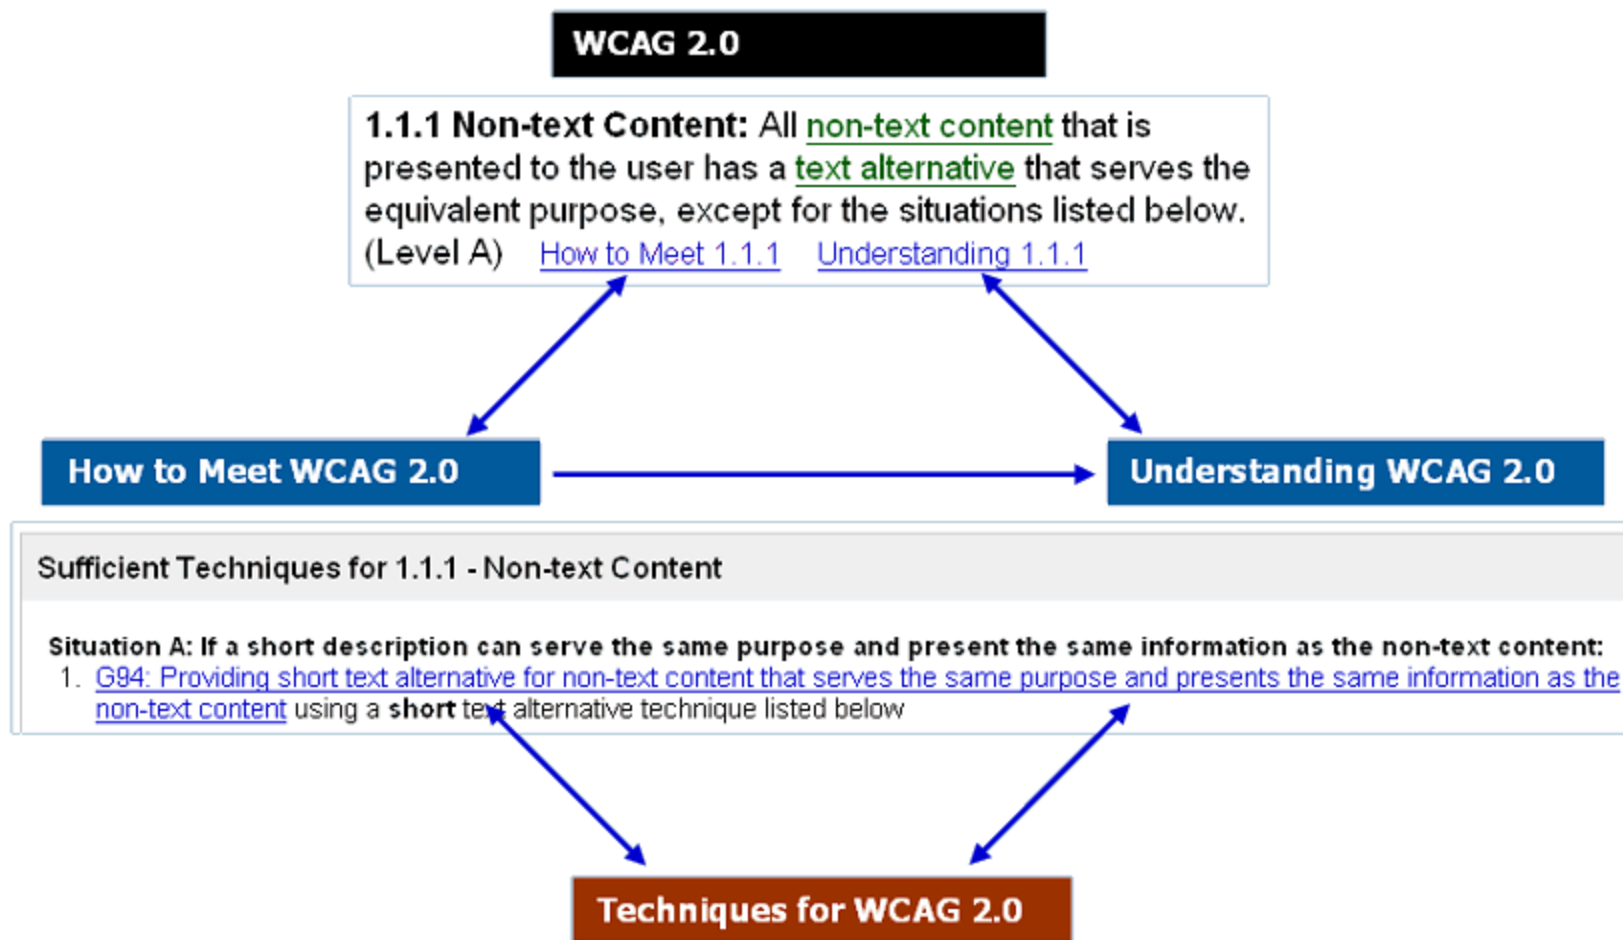 WCAG 2.0
1.1.1 Non-text Content: All non-text content that is
presented to the user has a text alternative that serves the
equivalent purpose, except for the situations listed below.
(Level A) How to Meet 1.1.1 Understanding 1.1.1
How to Meet WCAG 2.0
Understanding WCAG 2.0
Sufficient Techniques for 1.1.1 - Non-text Content
Situation A: If a short description can serve the same purpose and present the same information as the non-text content:
1. G94: Providing short text alternative for non-text content that serves the same purpose and presents the same information as the
non-text content using a short text alternative technique listed below
Techniques for WCAG 2.0